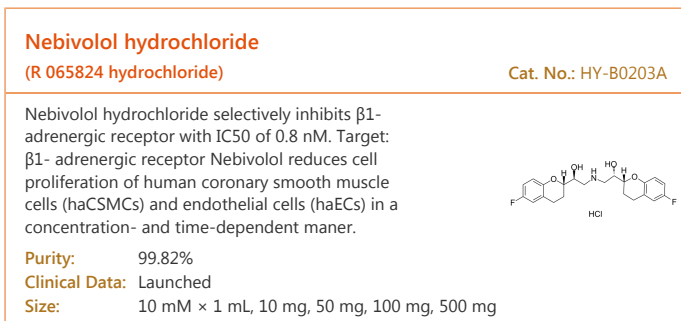 Nebivolol hydrochloride
(R 065824 hydrochloride)
Cat. No.: HY-B0203A
Nebivolol hydrochloride selectively inhibits β1-
adrenergic receptor with IC50 of 0.8 nM. Target:
β1- adrenergic receptor Nebivolol reduces cell
proliferation of human coronary smooth muscle
cells (haCSMCs) and endothelial cells (haECs) in a
concentration- and time-dependent maner.
OH
HO
H
H
O
H
N
O
F
F
HCl
Purity: 99.82%
Clinical Data: Launched
Size: 10 mM × 1 mL, 10 mg, 50 mg, 100 mg, 500 mg